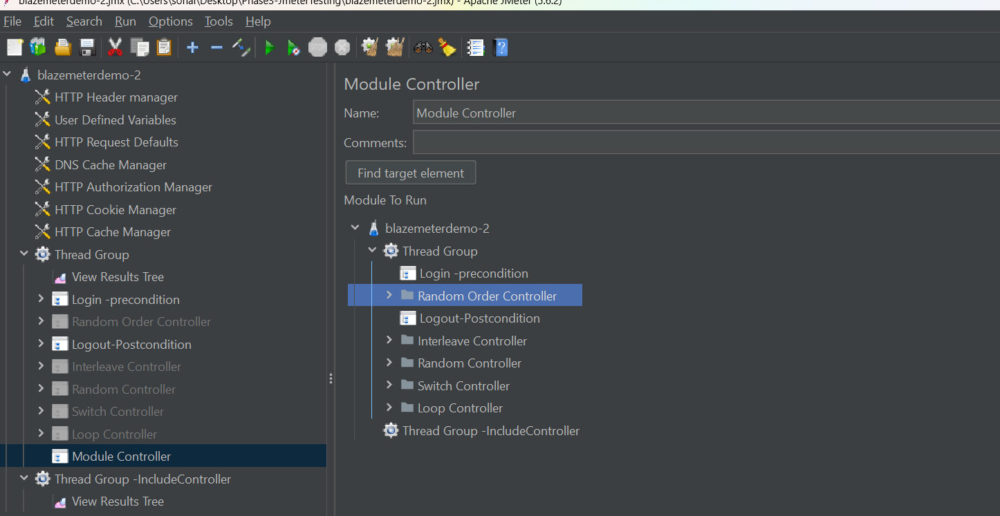 blazemeterdemo-2.jmx (C:\Users\sonal\Desktop\Phase3-JmeterTesting\blazemeterdemo-2.jmx) - Apache JMeter (5.6.2)
File Edit Search Run Options Tools Help
STOP
blazemeterdemo-2
HTTP Header manager
User Defined Variables
HTTP Request Defaults
DNS Cache Manager
HTTP Authorization Manager
HTTP Cookie Manager
HTTP Cache Manager
Thread Group
View Results Tree
Login -precondition
Random Order Controller
Logout-Postcondition
Interleave Controller
Random Controller
Switch Controller
Loop Controller
Module Controller
Thread Group -IncludeController
View Results Tree
Module Controller
Name: Module Controller
Comments:
Find target element
Module To Run
blazemeterdemo-2
Thread Group
Login -precondition
Random Order Controller
Logout-Postcondition
Interleave Controller
Random Controller
Switch Controller
Loop Controller
Thread Group -IncludeController